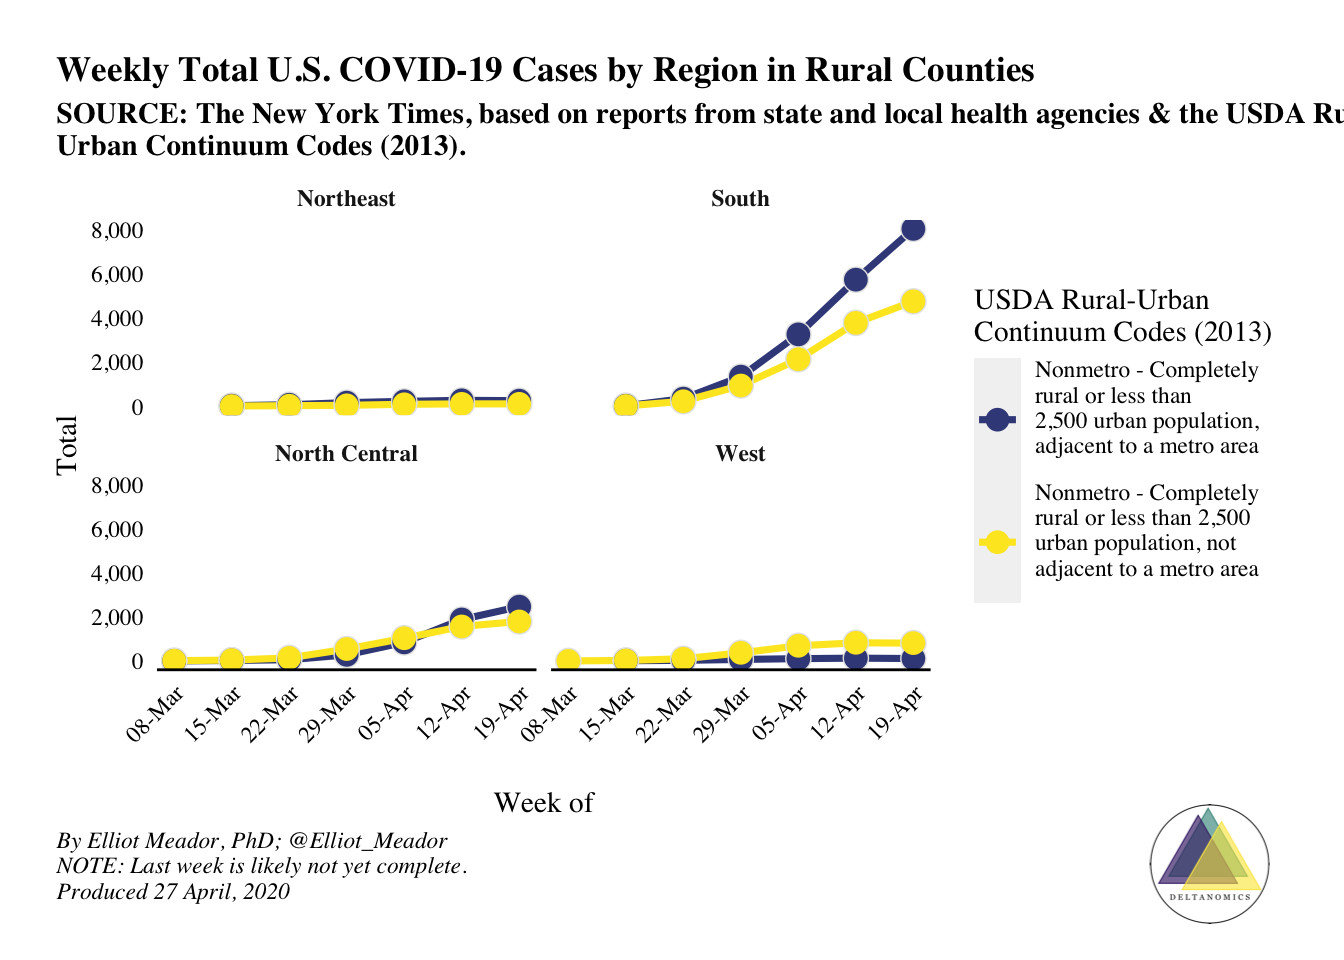 Weekly Total U.S. COVID-19 Cases by Region in Rural Counties
SOURCE: The New York Times, based on reports from state and local health agencies & the USDA Ru
Urban Continuum Codes (2013).
Northeast
South
8,000
6,000
4,000
2,000
0
North Central
West
8,000
6,000
4,000
2,000
0
Total
08-Mar
15-Mar
22-Mar
29-Mar
05-Apr
12-Apr
19-Apr
08-Mar
15-Mar
22-Mar
29-Mar
05-Apr
12-Apr
19-Apr
Week of
USDA Rural-Urban
Continuum Codes (2013)
Nonmetro - Completely
rural or less than
2,500 urban population,
adjacent to a metro area
Nonmetro - Completely
rural or less than 2,500
urban population, not
adjacent to a metro area
By Elliot Meador, PhD; @Elliot_Meador
NOTE: Last week is likely not yet complete.
Produced 27 April, 2020
DELTANOMICS